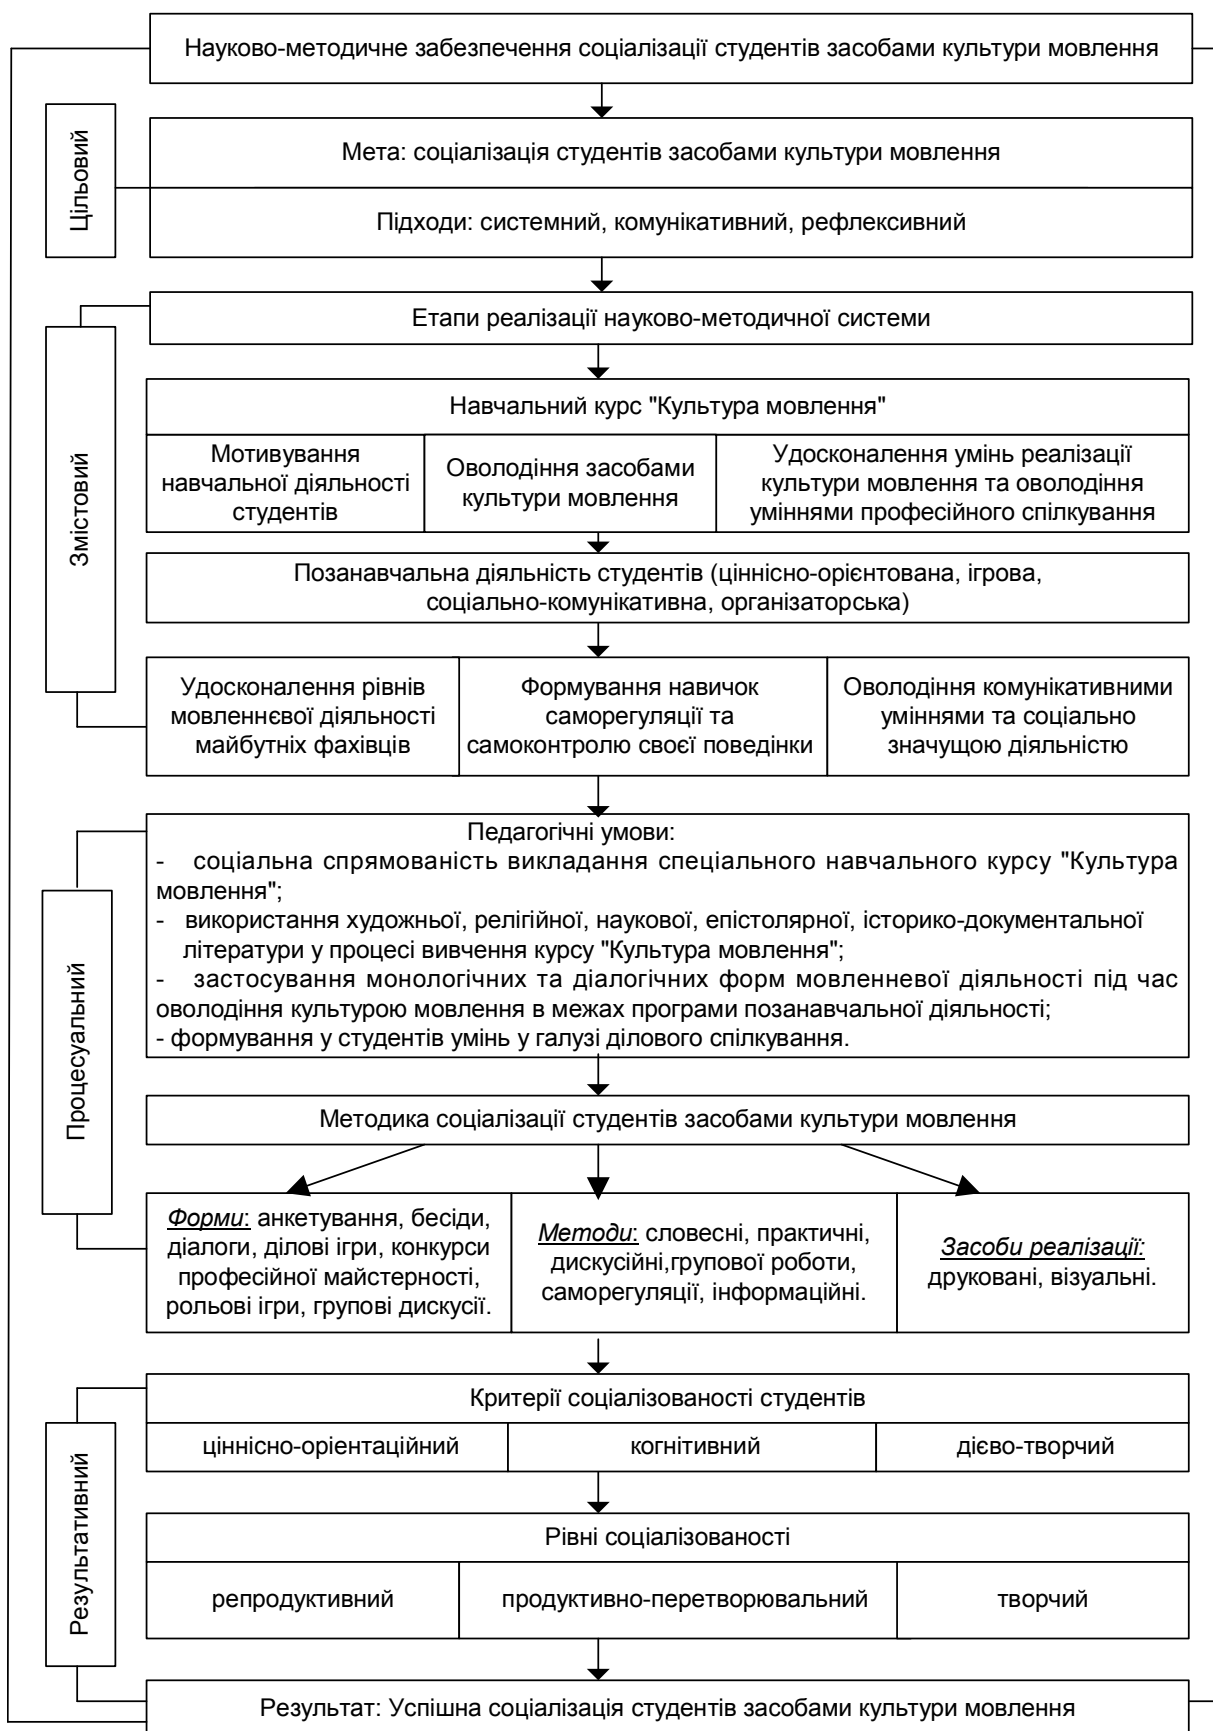 Науково-методичне забезпечення соціалізації студентів засобами культури мовлення
Цільовий
Мета: соціалізація студентів засобами культури мовлення
Підходи: системний, комунікативний, рефлексивний
Змістовий
Етапи реалізації науково-методичної системи
Навчальний курс "Культура мовлення"
Мотивування
навчальної діяльності
студентів
Оволодіння засобами
культури мовлення
Удосконалення умінь реалізації
культури мовлення та оволодіння
уміннями професійного спілкування
Позанавчальна діяльність студентів (ціннісно-орієнтована, ігрова,
соціально-комунікативна, організаторська)
Удосконалення рівнів
мовленнєвої діяльності
майбутніх фахівців
Формування навичок
саморегуляції та
самоконтролю своєї поведінки
Оволодіння комунікативними
уміннями та соціально
значущою діяльністю
Процесуальний
Педагогічні умови:
- соціальна спрямованість викладання спеціального навчального курсу "Культура
мовлення";
- використання художньої, релігійної, наукової, епістолярної, історико-документальної
літератури у процесі вивчення курсу "Культура мовлення";
- застосування монологічних та діалогічних форм мовленневої діяльності під час
оволодіння культурою мовлення в межах програми позанавчальної діяльності;
- формування у студентів умінь у галузі ділового спілкування.
Методика соціалізації студентів засобами культури мовлення
Форми: анкетування, бесіди,
діалоги, ділові ігри, конкурси
професійної майстерності,
рольові ігри, групові дискусії.
Методи: словесні, практичні,
дискусійні,групової роботи,
саморегуляції, інформаційні.
Засоби реалізації:
друковані, візуальні.
Результативний
Критерії соціалізованості студентів
ціннісно-оріентаційний
когнітивний
дієво-творчий
Рівні соціалізованості
репродуктивний
продуктивно-перетворювальний
творчий
Результат: Успішна соціалізація студентів засобами культури мовлення